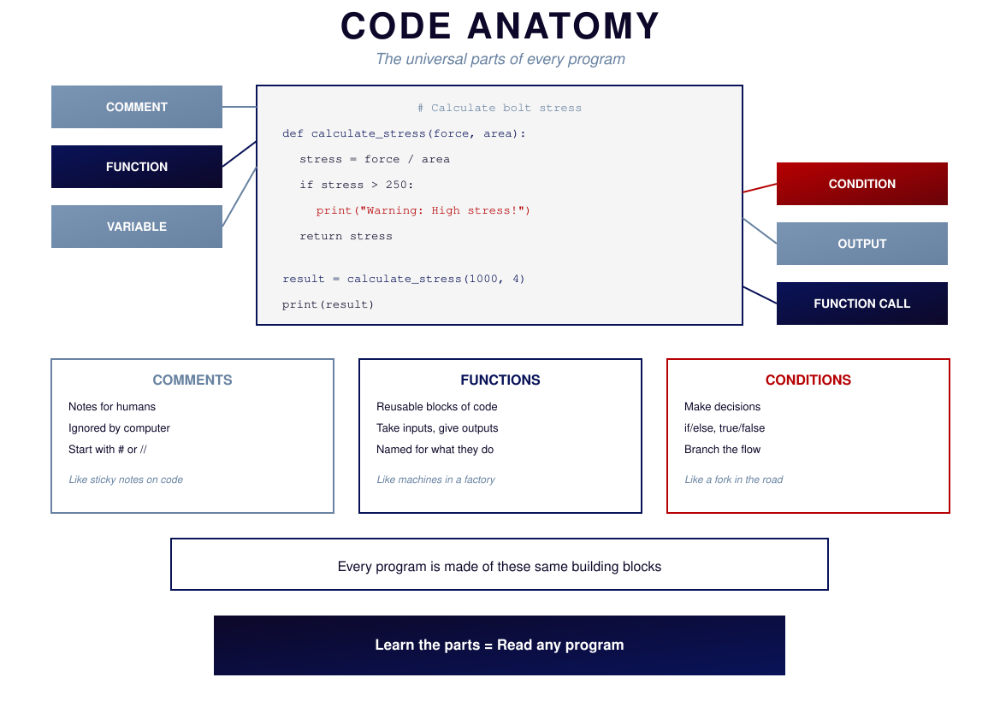 CODE ANATOMY
The universal parts of every program
COMMENT
FUNCTION
VARIABLE
# Calculate bolt stress
def calculate_stress(force, area):
stress = force / area
if stress > 250:
print("Warning: High stress!")
return stress
result = calculate_stress(1000, 4)
print(result)
CONDITION
OUTPUT
FUNCTION CALL
COMMENTS
Notes for humans
Ignored by computer
Start with # or //
Like sticky notes on code
FUNCTIONS
Reusable blocks of code
Take inputs, give outputs
Named for what they do
Like machines in a factory
CONDITIONS
Make decisions
if/else, true/false
Branch the flow
Like a fork in the road
Every program is made of these same building blocks
Learn the parts = Read any program